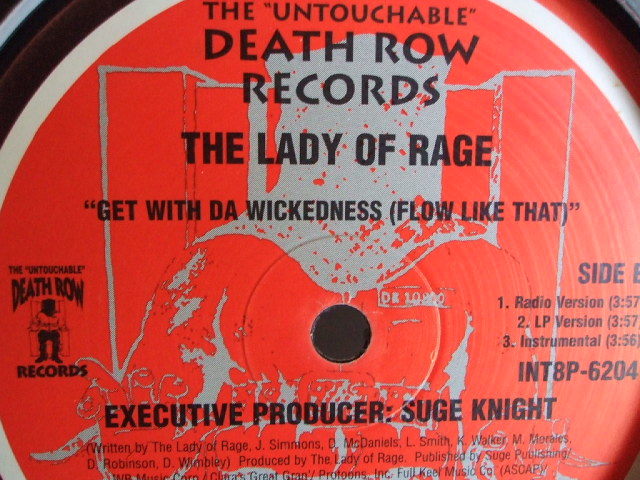 THE "UNTOUCHABLE"
DEATH ROW
RECORDS
THE LADY OF RAGE
"GET WITH DA WICKEDNESS (FLOW LIKE THAT)"
THE "UNTOUCHABLE"
DEATH ROW
RECORDS
SIDE
1. Radio Version (3:57
2. LP Version (3:57
3. Instrumental (3:56)
INT8P-6204
EXECUTIVE PRODUCER: SUGE KNIGHT
(Written by The Lady of Rage, J. Simmons, D. McDaniels, L. Smith, K. Walker, M. Morales,
D. Robinson, D. Wimbley) Produced by The Lady of Rage. Published by Suge Publishing/
WB Music Corp./ Great Protoons, Inc. Full Keel Music Co. (ASCAP)/